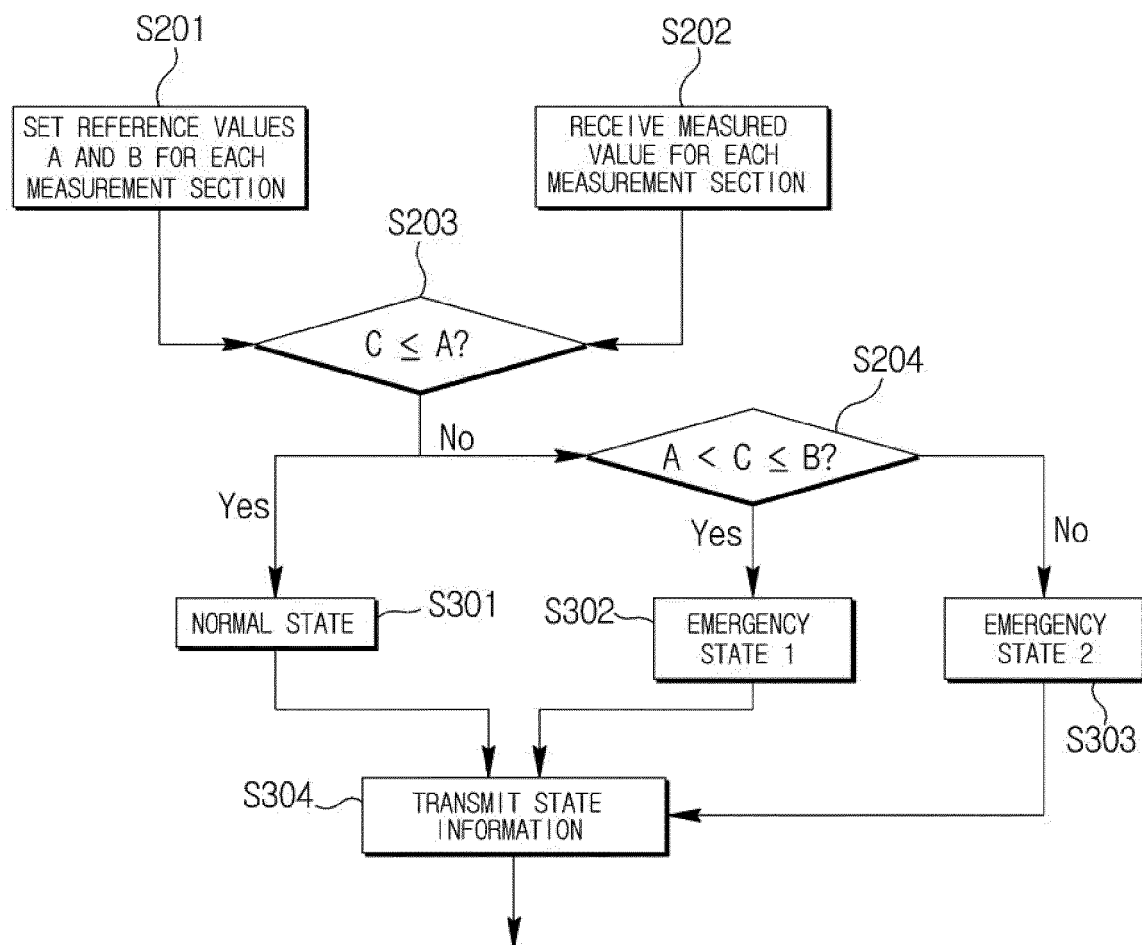 S201
S202
SET REFERENCE VALUES
A AND B FOR EACH
MEASUREMENT SECTION
RECEIVE MEASURED
VALUE FOR EACH
MEASUREMENT SECTION
S203
C ≤ A?
S204
No
A < C ≤ B?
Yes
Yes
No
NORMAL STATE
S301
S302
EMERGENCY
STATE 1
EMERGENCY
STATE 2
S303
S304
TRANSMIT STATE
INFORMATION